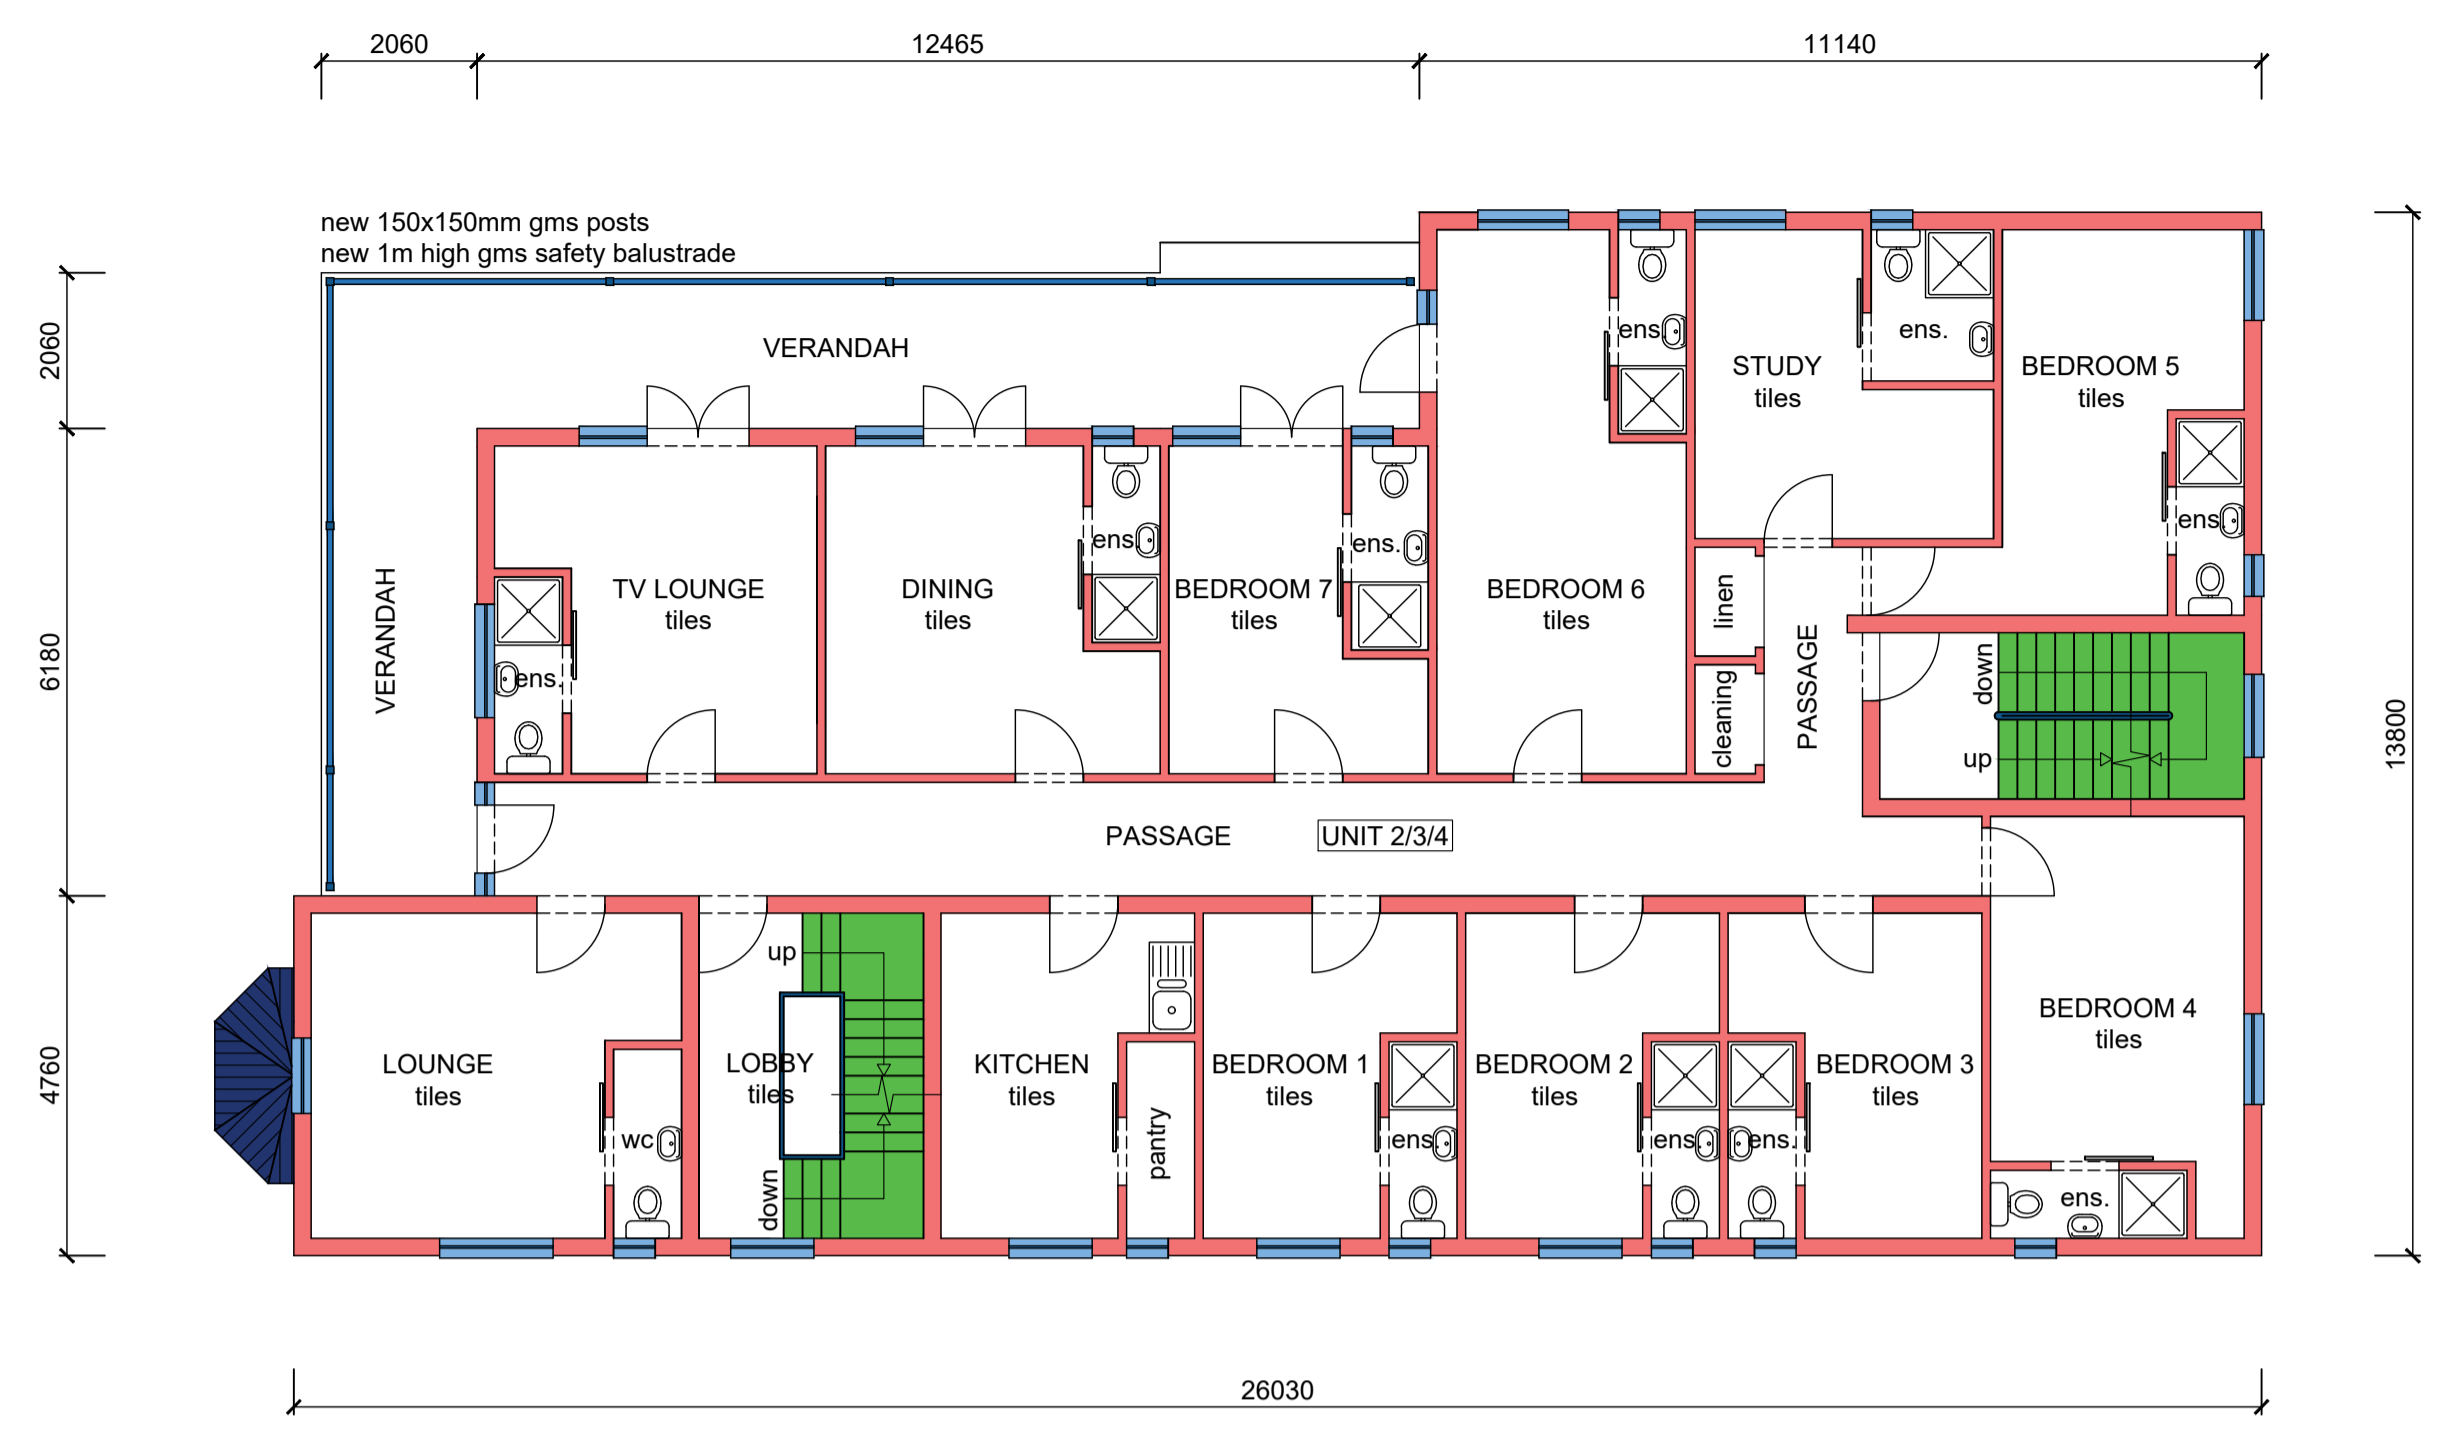 2060
12465
11140
new 150x150mm gms posts
new 1m high gms safety balustrade
2060
6180
4760
13800
VERANDAH
VERANDAH
ens.
ens.
STUDY
tiles
BEDROOM 5
tiles
ens.
TV LOUNGE
tiles
ens.
DINING
tiles
ens.
BEDROOM 7
tiles
ens.
BEDROOM 6
tiles
linen
cleaning
PASSAGE
down
up
PASSAGE
UNIT 2/3/4
LOUNGE
tiles
wc
up
LOBBY
tiles
down
KITCHEN
tiles
pantry
BEDROOM 1
tiles
ens.
BEDROOM 2
tiles
ens.
ens.
BEDROOM 3
tiles
BEDROOM 4
tiles
ens.
26030